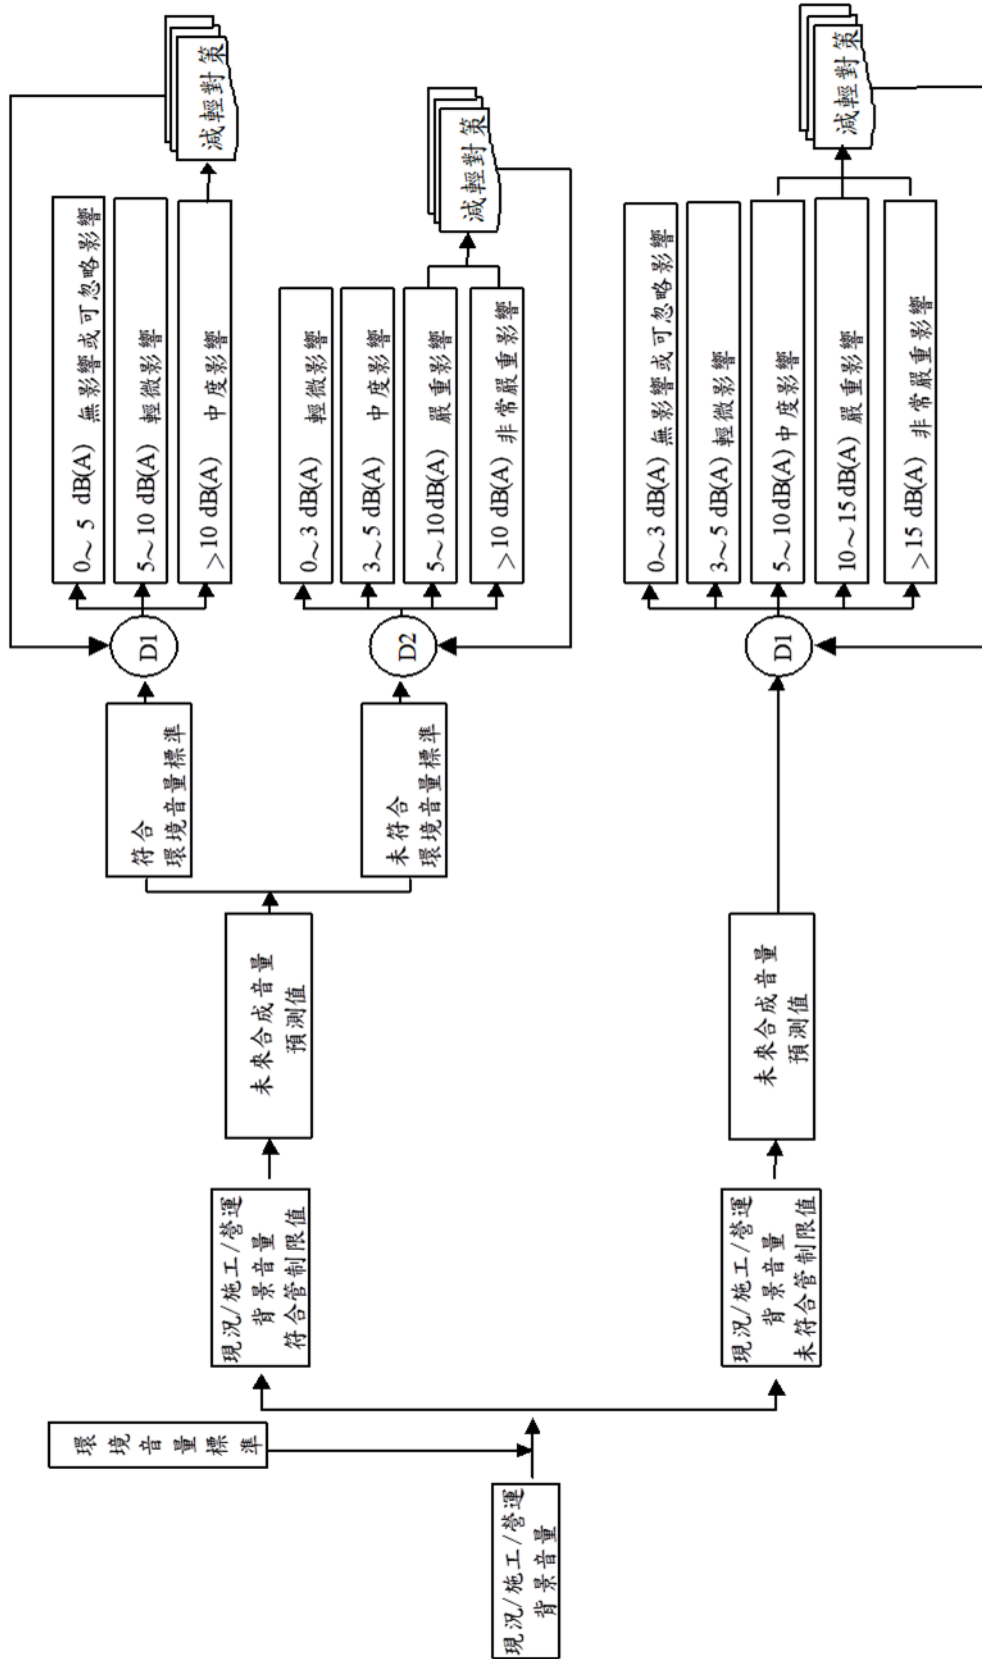 現況/施工/營運
背景音量
環境音量標準
現況/施工/營運
背景音量
符合管制限值
未來合成音量
預測值
符合
環境音量標準
D1
0～5 dB(A) 無影響或可忽略影響
5～10 dB(A) 輕微影響
>10 dB(A) 中度影響
減輕對策
未符合
環境音量標準
D2
0～3 dB(A) 輕微影響
3～5 dB(A) 中度影響
5～10 dB(A) 嚴重影響
>10 dB(A) 非常嚴重影響
減輕對策
現況/施工/營運
背景音量
未符合管制限值
未來合成音量
預測值
D1
0～3 dB(A) 無影響或可忽略影響
3～5 dB(A) 輕微影響
5～10 dB(A) 中度影響
10～15 dB(A) 嚴重影響
>15 dB(A) 非常嚴重影響
減輕對策